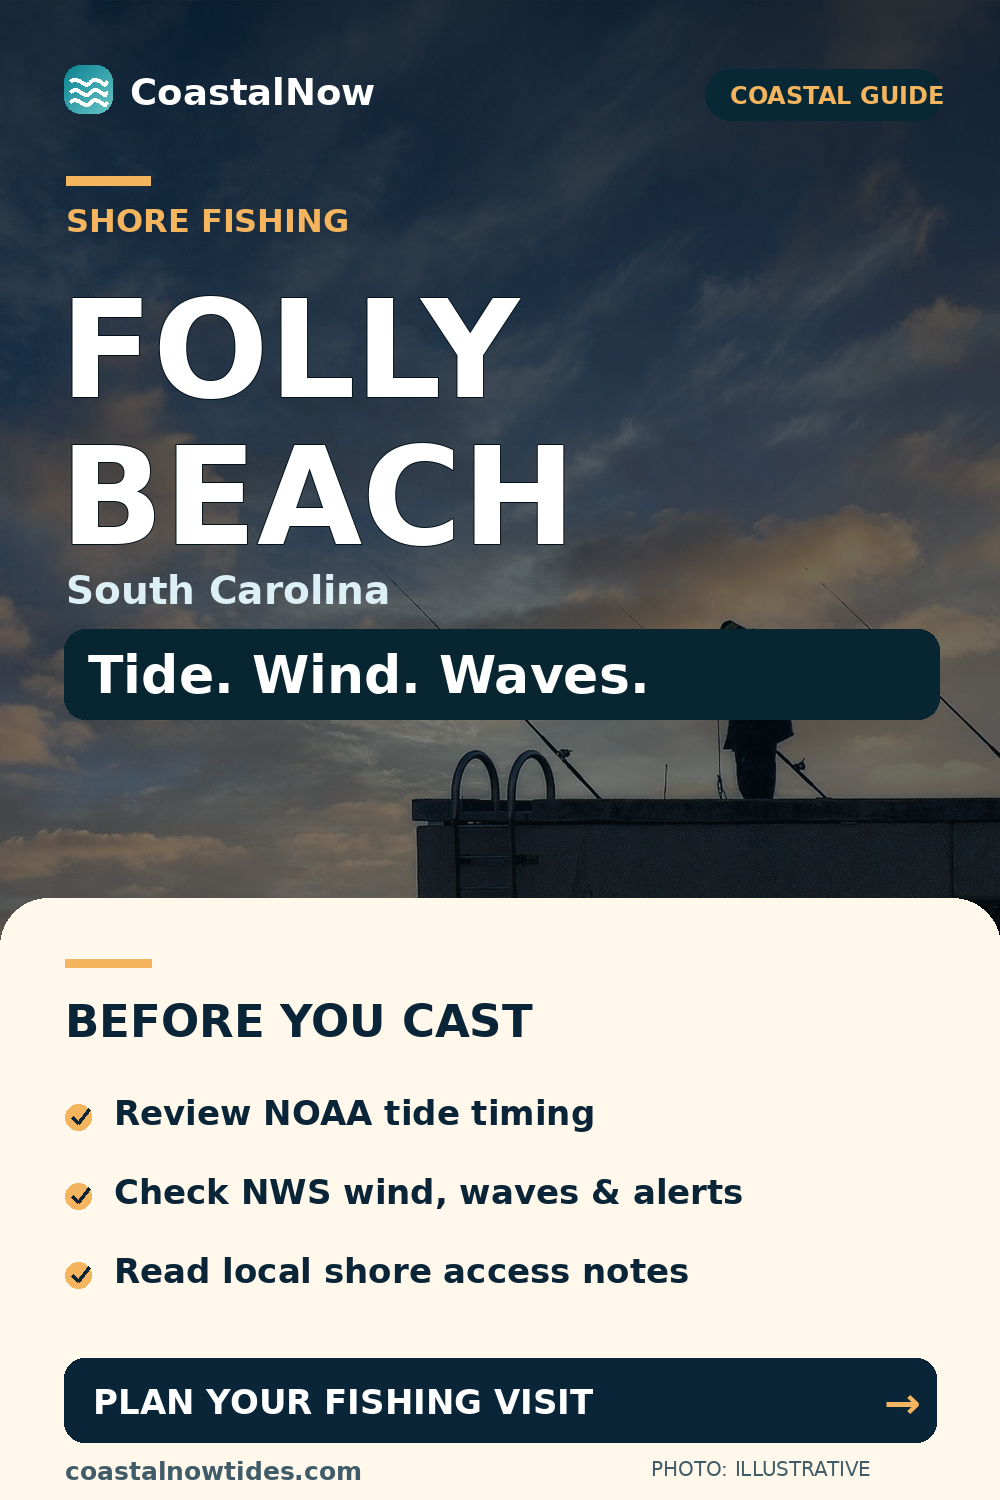 CoastalNow
COASTAL GUIDE
SHORE FISHING
FOLLY
BEACH
South Carolina
Tide. Wind. Waves.
BEFORE YOU CAST
Review NOAA tide timing
Check NWS wind, waves & alerts
Read local shore access notes
PLAN YOUR FISHING VISIT →
coastalnowtides.com
PHOTO: ILLUSTRATIVE